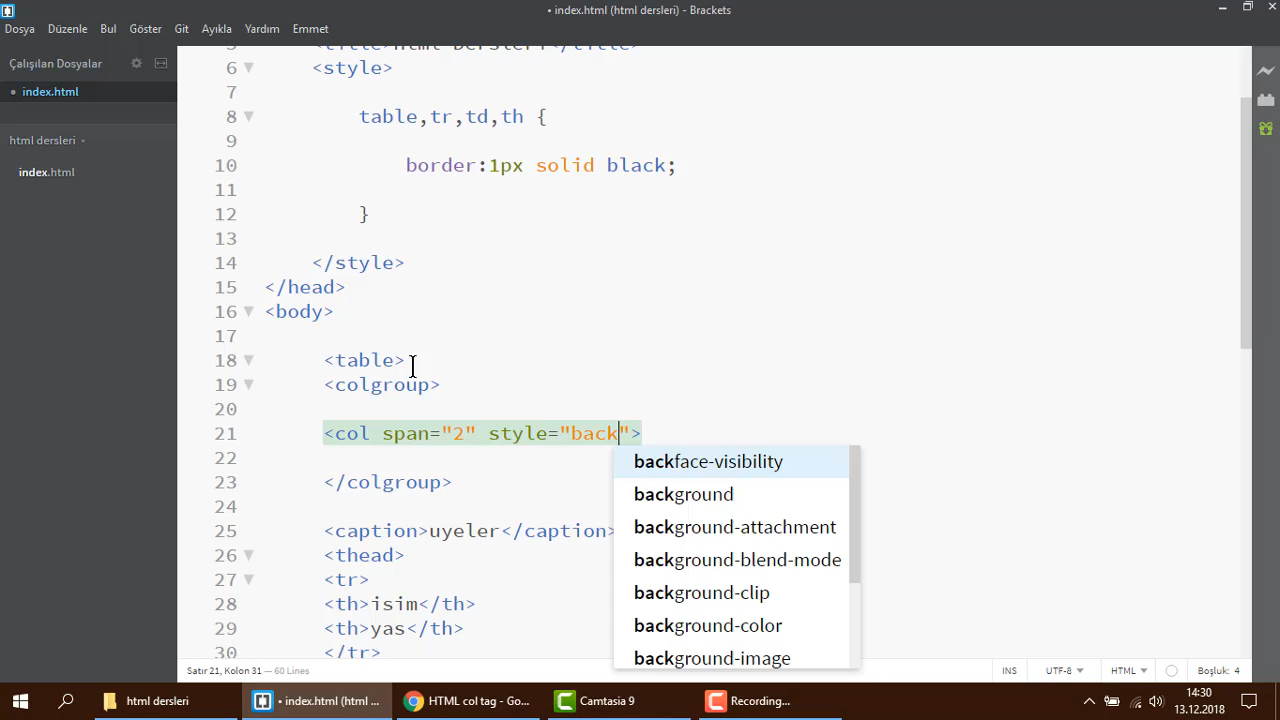 • index.html (html dersleri) - Brackets
Dosya Düzenle Bul Göster Git Ayıkla Yardım Emmet
Çalışılan Dosyalar
• index.html
html dersleri
index.html
5 <title>Html Dersleri</title>
6 <style>
7
8 table,tr,td,th {
9
10 border:1px solid black;
11
12 }
13
14 </style>
15 </head>
16 <body>
17
18 <table>
19 <colgroup>
20
21 <col span="2" style="back">
22
23 </colgroup>
24
25 <caption>uyeler</caption>
26 <thead>
27 <tr>
28 <th>isim</th>
29 <th>yas</th>
30 </tr>
backface-visibility
background
background-attachment
background-blend-mode
background-clip
background-color
background-image
Satır 21, Kolon 31 — 60 Lines
INS UTF-8 HTML Boşluk: 4
html dersleri
• index.html (html ...
HTML col tag - Go...
Camtasia 9
Recording...
14:30
13.12.2018